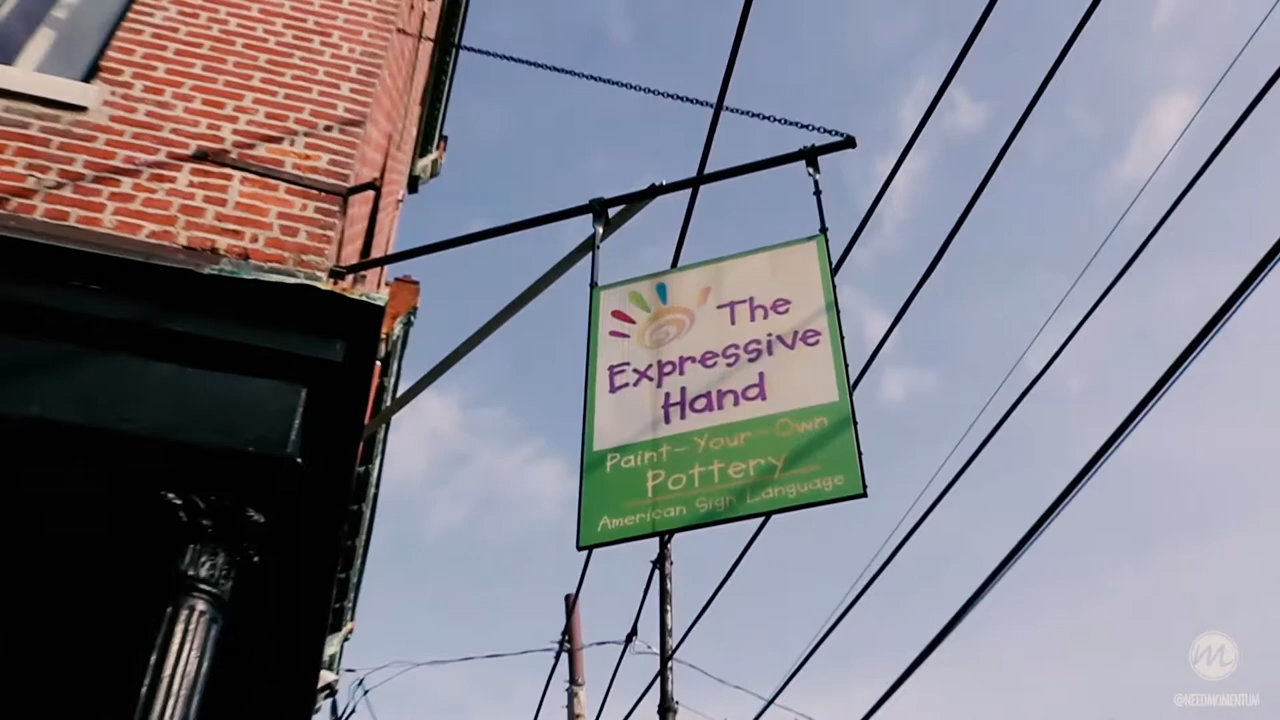 The
Expressive
Hand
Paint-Your-Own
Pottery
American Sign Language
@NEEDMOMENTUM